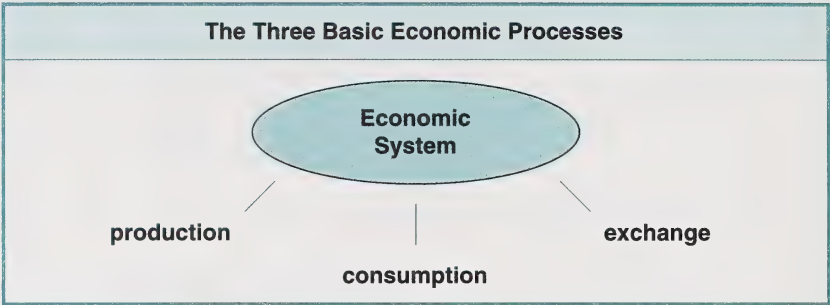 The Three Basic Economic Processes
Economic
System
production
exchange
consumption